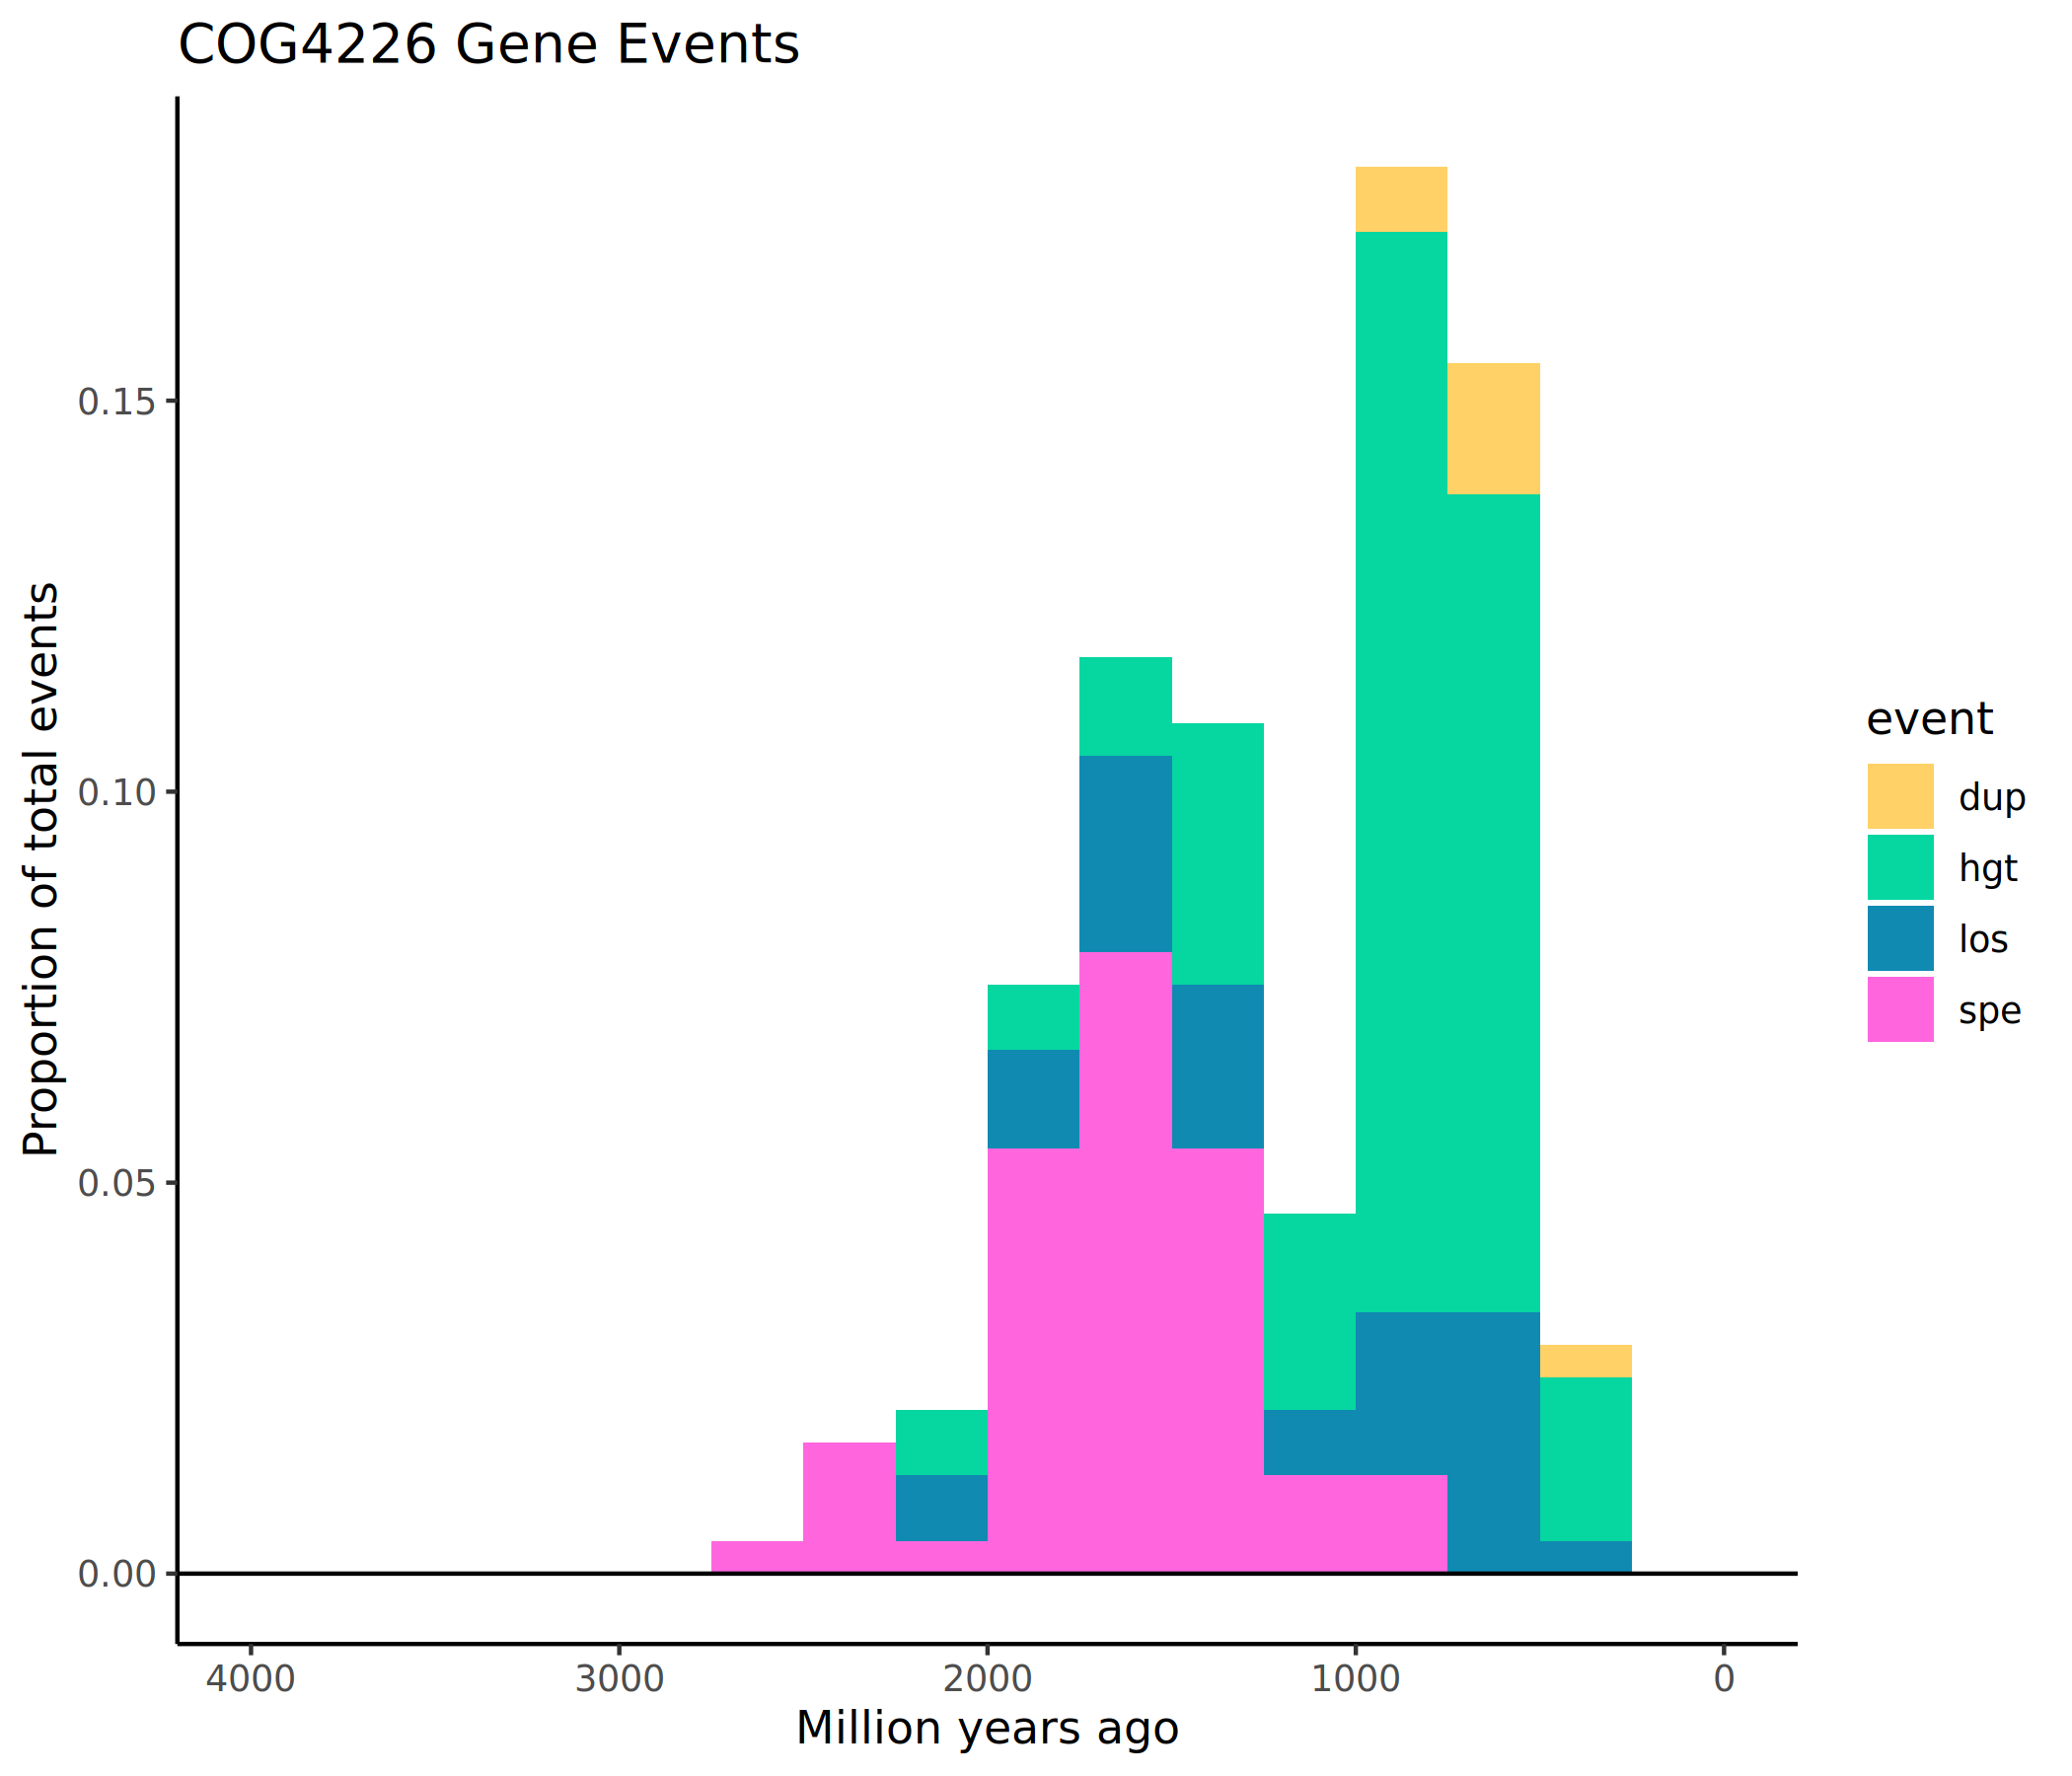 COG4226 Gene Events
Proportion of total events
0.15
0.10
0.05
0.00
4000 3000 2000 1000 0
Million years ago
event
dup
hgt
los
spe